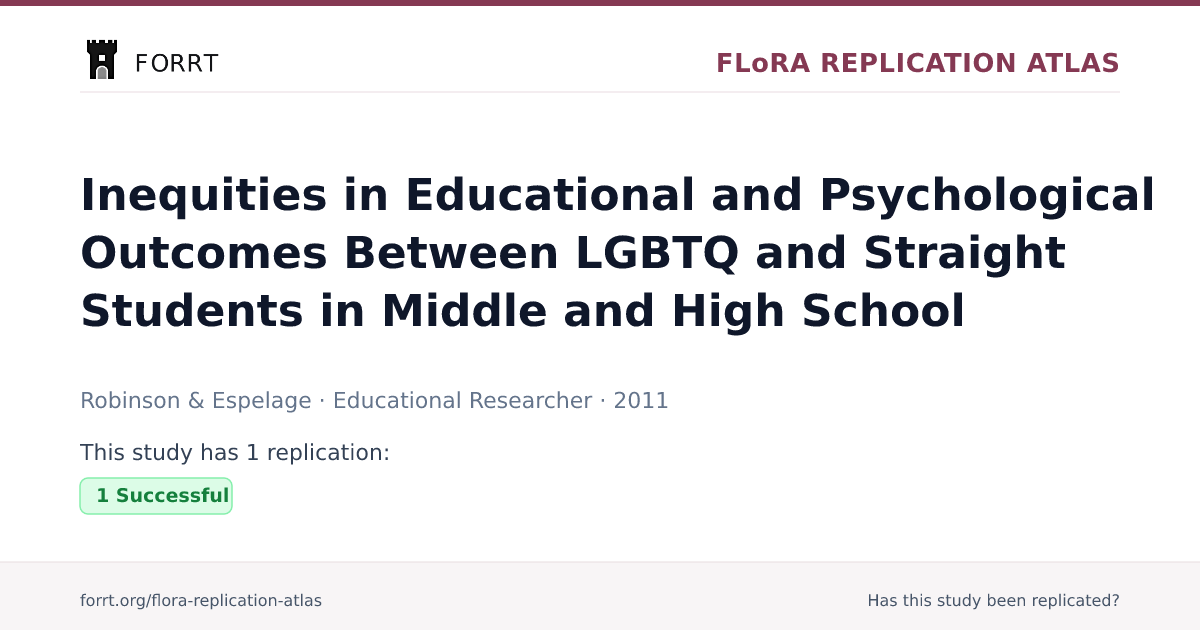 FORRT
FLoRA REPLICATION ATLAS
Inequities in Educational and Psychological
Outcomes Between LGBTQ and Straight
Students in Middle and High School
Robinson & Espelage · Educational Researcher · 2011
This study has 1 replication:
1 Successful
forrt.org/flora-replication-atlas
Has this study been replicated?